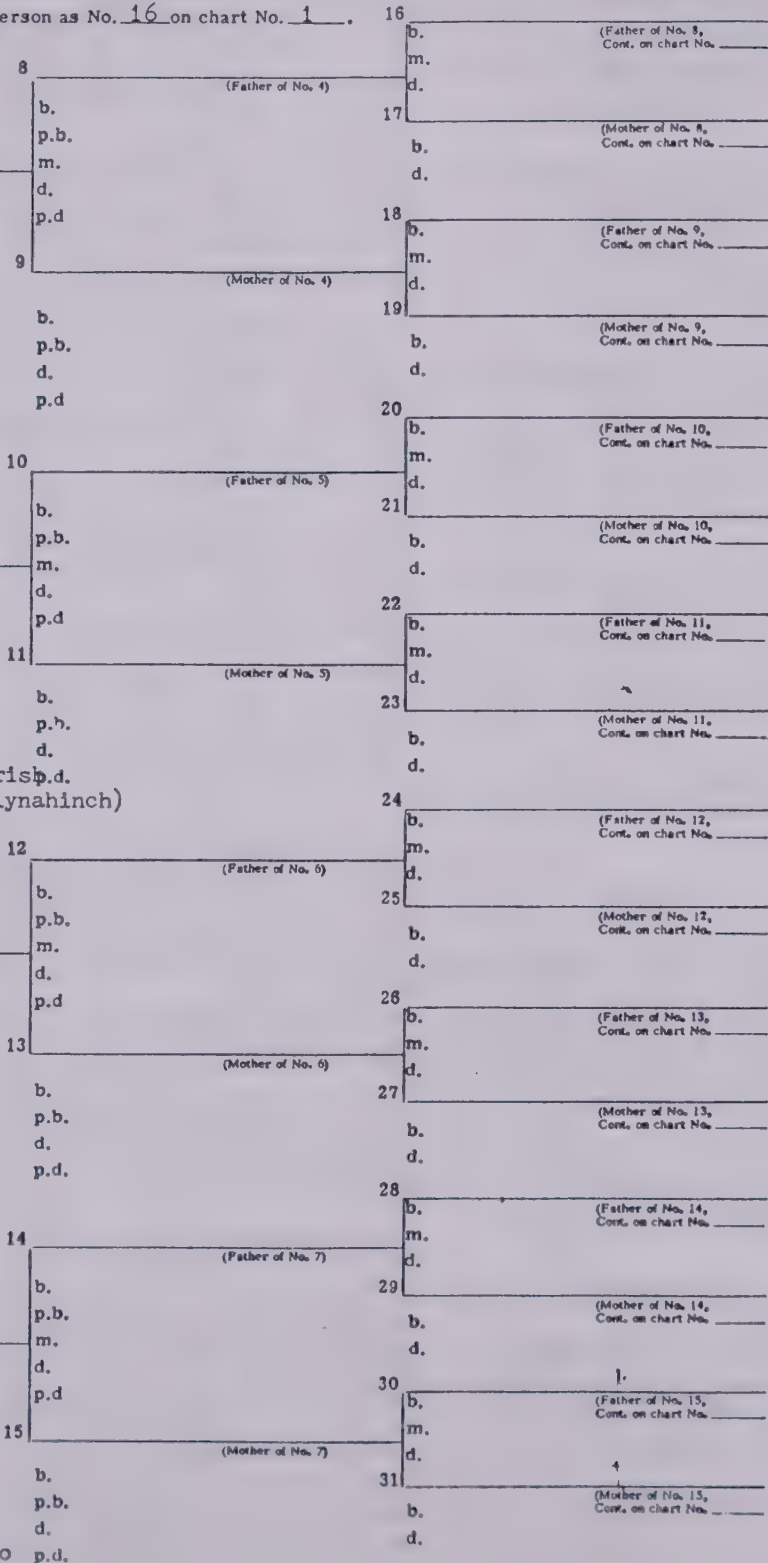 erson as No. 16 on chart No. 1 .
16
b. (Father of No. 8,
m. Cont. on chart No.
8
(Father of No. 4) d.
b. 17
p.b. (Mother of No. 8,
m. b. Cont. on chart No.
d. d.
p.d 18
b. (Father of No. 9,
9 m. Cont. on chart No.
(Mother of No. 4) d.
b. 19
p.b. b. (Mother of No. 9,
d. d. Cont. on chart No.
p.d 20
b. (Father of No. 10,
10 m. Cont. on chart No.
(Father of No. 5) d.
b. 21
p.b. b. (Mother of No. 10,
m. d. Cont. on chart No.
d.
p.d 22
b. (Father of No. 11,
11 m. Cont. on chart No.
(Mother of No. 5) d.
b. 23
p.b. b. (Mother of No. 11,
d. d. Cont. on chart No.
rish p.d.
lynahinch) 24
b. (Father of No. 12,
12 m. Cont. on chart No.
(Father of No. 6) d.
b. 25
p.b. b. (Mother of No. 12,
m. d. Cont. on chart No.
d.
p.d 26
b. (Father of No. 13,
13 m. Cont. on chart No.
(Mother of No. 6) d.
b. 27
p.b. b. (Mother of No. 13,
d. d. Cont. on chart No.
p.d.
28
b. (Father of No. 14,
14 m. Cont. on chart No.
(Father of No. 7) d.
b. 29
p.b. b. (Mother of No. 14,
m. d. Cont. on chart No.
d.
p.d 30
b. (Father of No. 15,
15 m. Cont. on chart No.
(Mother of No. 7) d.
b. 31
p.b. b. (Mother of No. 15,
d. d. Cont. on chart No.
o p.d.